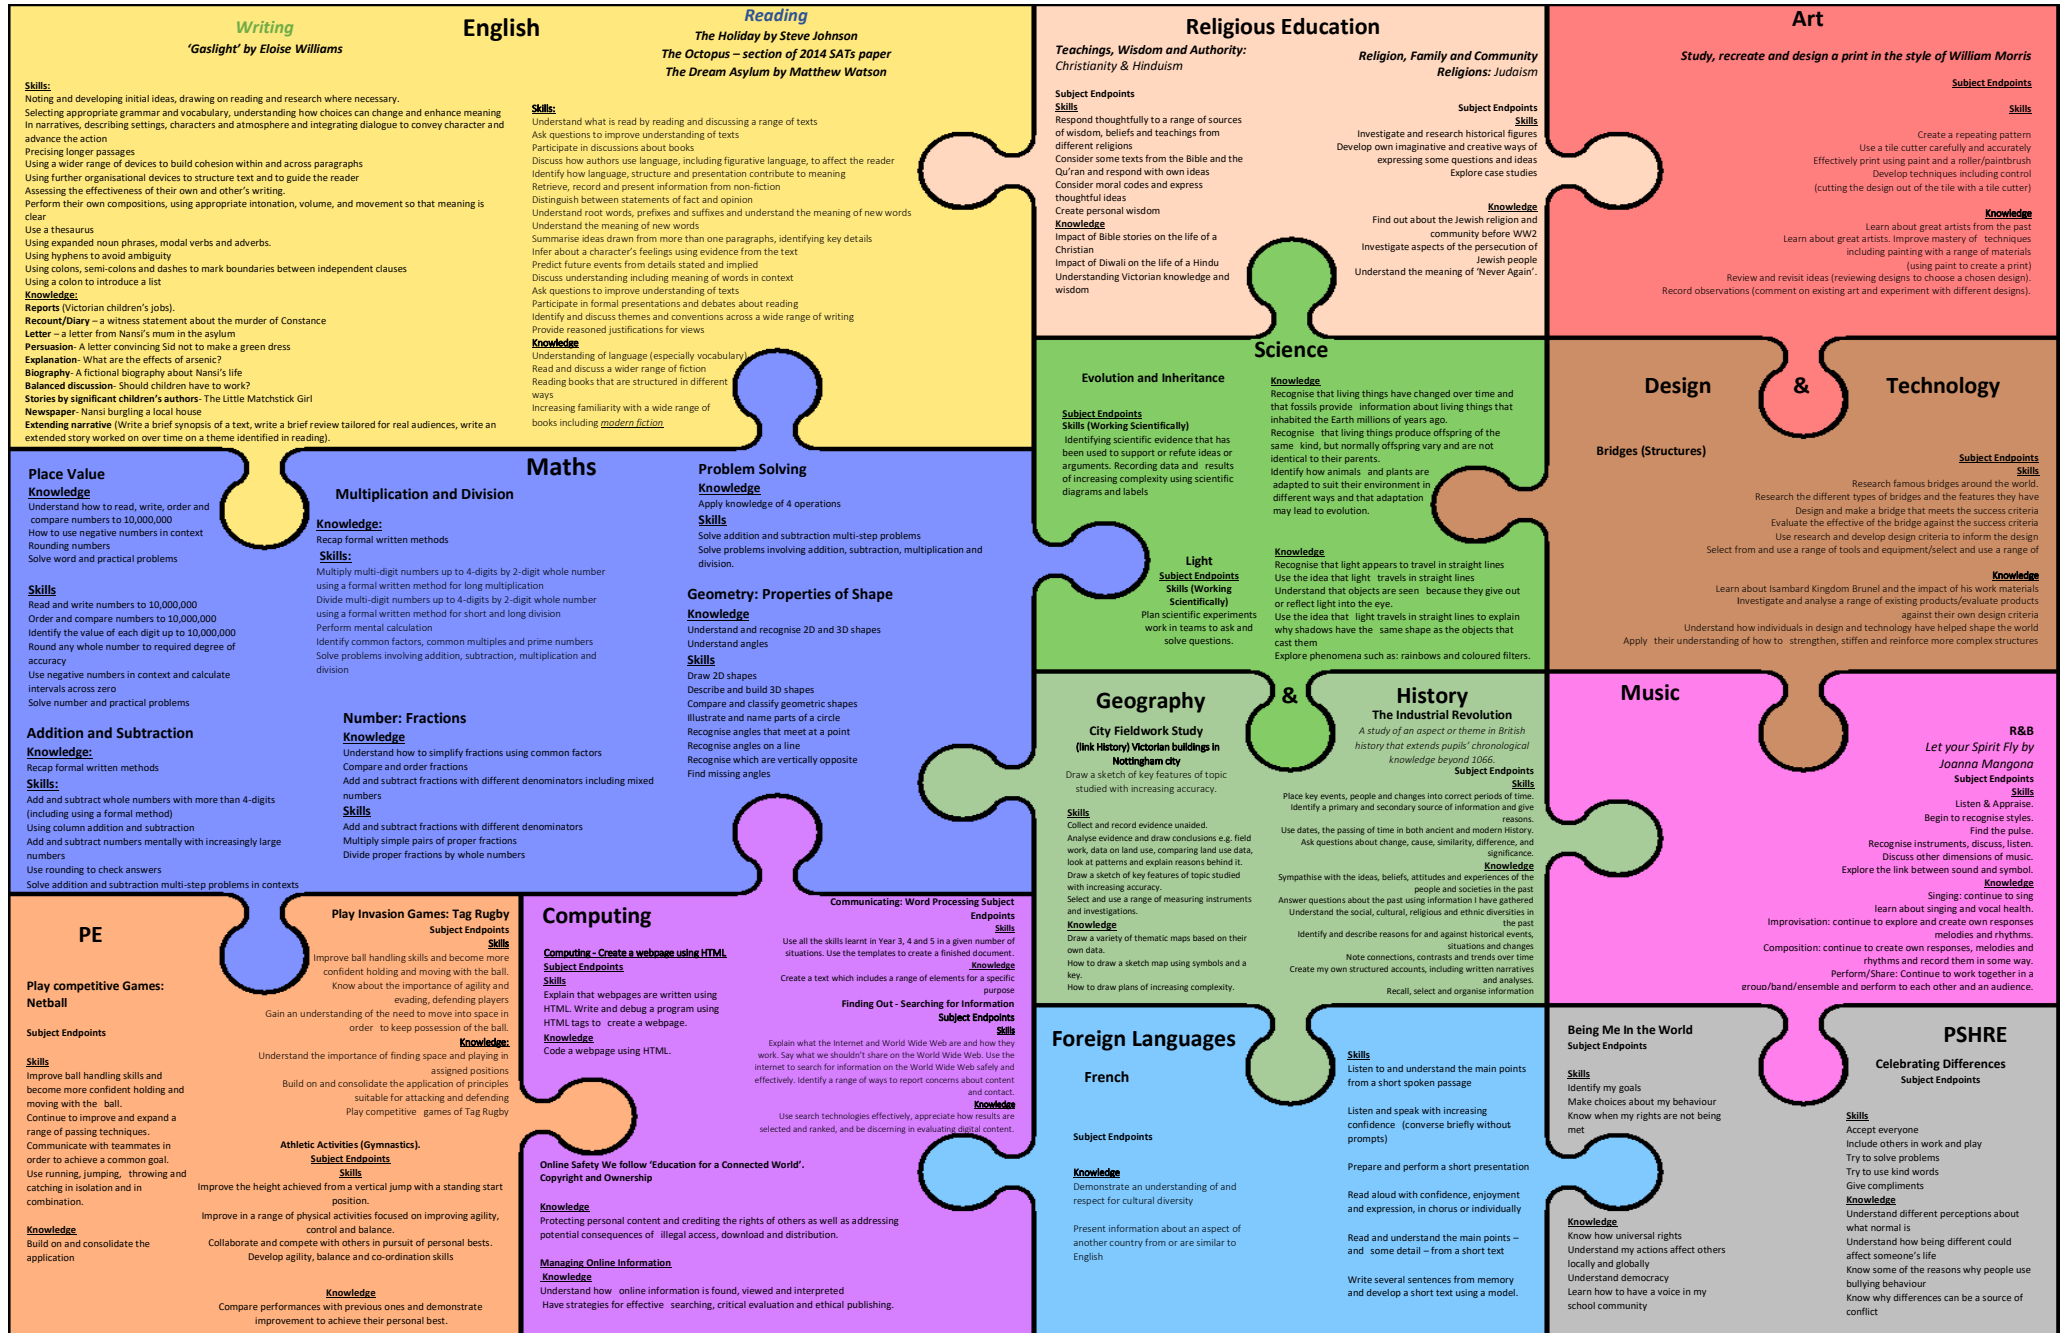 English
Writing
'Gaslight' by Eloise Williams
Skills:
Noting and developing initial ideas, drawing on reading and research where necessary.
Selecting appropriate grammar and vocabulary, understanding how choices can change and enhance meaning
In narratives, describing settings, characters and atmosphere and integrating dialogue to convey character and
advance the action
Precising longer passages
Using a wider range of devices to build cohesion within and across paragraphs
Using further organisational devices to structure text and to guide the reader
Assessing the effectiveness of their own and other's writing.
Perform their own compositions, using appropriate intonation, volume, and movement so that meaning is
clear
Use a thesaurus
Using expanded noun phrases, modal verbs and adverbs.
Using hyphens to avoid ambiguity
Using colons, semi-colons and dashes to mark boundaries between independent clauses
Using a colon to introduce a list
Knowledge:
Reports (Victorian children's jobs).
Recount/Diary – a witness statement about the murder of Constance
Letter – a letter from Nansi's mum in the asylum
Persuasion- A letter convincing Sid not to make a green dress
Explanation- What are the effects of arsenic?
Biography- A fictional biography about Nansi's life
Balanced discussion- Should children have to work?
Stories by significant children's authors- The Little Matchstick Girl
Newspaper- Nansi burgling a local house
Extending narrative (Write a brief synopsis of a text, write a brief review tailored for real audiences, write an
extended story worked on over time on a theme identified in reading).
Reading
The Holiday by Steve Johnson
The Octopus – section of 2014 SATs paper
The Dream Asylum by Matthew Watson
Skills:
Understand what is read by reading and discussing a range of texts
Ask questions to improve understanding of texts
Participate in discussions about books
Discuss how authors use language, including figurative language, to affect the reader
Identify how language, structure and presentation contribute to meaning
Retrieve, record and present information from non-fiction
Distinguish between statements of fact and opinion
Understand root words, prefixes and suffixes and understand the meaning of new words
Understand the meaning of new words
Summarise ideas drawn from more than one paragraphs, identifying key details
Infer about a character's feelings using evidence from the text
Predict future events from details stated and implied
Discuss understanding including meaning of words in context
Ask questions to improve understanding of texts
Participate in formal presentations and debates about reading
Identify and discuss themes and conventions across a wide range of writing
Provide reasoned justifications for views
Knowledge
Understanding of language (especially vocabulary)
Read and discuss a wider range of fiction
Reading books that are structured in different
ways
Increasing familiarity with a wide range of
books including modern fiction
Religious Education
Teachings, Wisdom and Authority:
Christianity & Hinduism
Subject Endpoints
Skills
Respond thoughtfully to a range of sources
of wisdom, beliefs and teachings from
different religions
Consider some texts from the Bible and the
Qu'ran and respond with own ideas
Consider moral codes and express
thoughtful ideas
Create personal wisdom
Knowledge
Impact of Bible stories on the life of a
Christian
Impact of Diwali on the life of a Hindu
Understanding Victorian knowledge and
wisdom
Religion, Family and Community
Religions: Judaism
Subject Endpoints
Skills
Investigate and research historical figures
Develop own imaginative and creative ways of
expressing some questions and ideas
Explore case studies
Knowledge
Find out about the Jewish religion and
community before WW2
Investigate aspects of the persecution of
Jewish people
Understand the meaning of 'Never Again'.
Art
Study, recreate and design a print in the style of William Morris
Subject Endpoints
Skills
Create a repeating pattern
Use a tile cutter carefully and accurately
Effectively print using paint and a roller/paintbrush
Develop techniques including control
(cutting the design out of the tile with a tile cutter)
Knowledge
Learn about great artists from the past
Learn about great artists. Improve mastery of techniques
including painting with a range of materials
(using paint to create a print)
Review and revisit ideas (reviewing designs to choose a chosen design).
Record observations (comment on existing art and experiment with different designs).
Maths
Place Value
Knowledge
Understand how to read, write, order and
compare numbers to 10,000,000
How to use negative numbers in context
Rounding numbers
Solve word and practical problems
Skills
Read and write numbers to 10,000,000
Order and compare numbers to 10,000,000
Identify the value of each digit up to 10,000,000
Round any whole number to required degree of
accuracy
Use negative numbers in context and calculate
intervals across zero
Solve number and practical problems
Addition and Subtraction
Knowledge:
Recap formal written methods
Skills:
Add and subtract whole numbers with more than 4-digits
(including using a formal method)
Using column addition and subtraction
Add and subtract numbers mentally with increasingly large
numbers
Use rounding to check answers
Solve addition and subtraction multi-step problems in contexts
Multiplication and Division
Knowledge:
Recap formal written methods
Skills:
Multiply multi-digit numbers up to 4-digits by 2-digit whole number
using a formal written method for long multiplication
Divide multi-digit numbers up to 4-digits by 2-digit whole number
using a formal written method for short and long division
Perform mental calculation
Identify common factors, common multiples and prime numbers
Solve problems involving addition, subtraction, multiplication and
division
Number: Fractions
Knowledge
Understand how to simplify fractions using common factors
Compare and order fractions
Add and subtract fractions with different denominators including mixed
numbers
Skills
Add and subtract fractions with different denominators
Multiply simple pairs of proper fractions
Divide proper fractions by whole numbers
Problem Solving
Knowledge
Apply knowledge of 4 operations
Skills
Solve addition and subtraction multi-step problems
Solve problems involving addition, subtraction, multiplication and
division.
Geometry: Properties of Shape
Knowledge
Understand and recognise 2D and 3D shapes
Understand angles
Skills
Draw 2D shapes
Describe and build 3D shapes
Compare and classify geometric shapes
Illustrate and name parts of a circle
Recognise angles that meet at a point
Recognise angles on a line
Recognise which are vertically opposite
Find missing angles
Science
Evolution and Inheritance
Subject Endpoints
Skills (Working Scientifically)
Identifying scientific evidence that has
been used to support or refute ideas or
arguments. Recording data and results
of increasing complexity using scientific
diagrams and labels
Knowledge
Recognise that living things have changed over time and
that fossils provide information about living things that
inhabited the Earth millions of years ago.
Recognise that living things produce offspring of the
same kind, but normally offspring vary and are not
identical to their parents.
Identify how animals and plants are
adapted to suit their environment in
different ways and that adaptation
may lead to evolution.
Light
Subject Endpoints
Skills (Working
Scientifically)
Plan scientific experiments
work in teams to ask and
solve questions.
Knowledge
Recognise that light appears to travel in straight lines
Use the idea that light travels in straight lines
Understand that objects are seen because they give out
or reflect light into the eye.
Use the idea that light travels in straight lines to explain
why shadows have the same shape as the objects that
cast them
Explore phenomena such as: rainbows and coloured filters.
Design & Technology
Bridges (Structures)
Subject Endpoints
Skills
Research famous bridges around the world.
Research the different types of bridges and the features they have
Design and make a bridge that meets the success criteria
Evaluate the effective of the bridge against the success criteria
Use research and develop design criteria to inform the design
Select from and use a range of tools and equipment/select and use a range of
Knowledge
Learn about Isambard Kingdom Brunel and the impact of his work materials
Investigate and analyse a range of existing products/evaluate products
against their own design criteria
Understand how individuals in design and technology have helped shape the world
Apply their understanding of how to strengthen, stiffen and reinforce more complex structures
Geography & History
City Fieldwork Study
(link History) Victorian buildings in
Nottingham city
Draw a sketch of key features of topic
studied with increasing accuracy.
Skills
Collect and record evidence unaided.
Analyse evidence and draw conclusions e.g. field
work, data on land use, comparing land use data,
look at patterns and explain reasons behind it.
Draw a sketch of key features of topic studied
with increasing accuracy.
Select and use a range of measuring instruments
and investigations.
Knowledge
Draw a variety of thematic maps based on their
own data.
How to draw a sketch map using symbols and a
key.
How to draw plans of increasing complexity.
The Industrial Revolution
A study of an aspect or theme in British
history that extends pupils' chronological
knowledge beyond 1066.
Subject Endpoints
Skills
Place key events, people and changes into correct periods of time.
Identify a primary and secondary source of information and give
reasons.
Use dates, the passing of time in both ancient and modern History.
Ask questions about change, cause, similarity, difference, and
significance.
Knowledge
Sympathise with the ideas, beliefs, attitudes and experiences of the
people and societies in the past
Answer questions about the past using information I have gathered
Understand the social, cultural, religious and ethnic diversities in
the past
Identify and describe reasons for and against historical events,
situations and changes
Note connections, contrasts and trends over time
Create my own structured accounts, including written narratives
and analyses.
Recall, select and organise information
Music
R&B
Let your Spirit Fly by
Joanna Mangona
Subject Endpoints
Skills
Listen & Appraise.
Begin to recognise styles.
Find the pulse.
Recognise instruments, discuss, listen.
Discuss other dimensions of music.
Explore the link between sound and symbol.
Knowledge
Singing: continue to sing
learn about singing and vocal health.
Improvisation: continue to explore and create own responses
melodies and rhythms.
Composition: continue to create own responses, melodies and
rhythms and record them in some way.
Perform/Share: Continue to work together in a
group/band/ensemble and perform to each other and an audience.
PE
Play competitive Games:
Netball
Subject Endpoints
Skills
Improve ball handling skills and
become more confident holding and
moving with the ball.
Continue to improve and expand a
range of passing techniques.
Communicate with teammates in
order to achieve a common goal.
Use running, jumping, throwing and
catching in isolation and in
combination.
Knowledge
Build on and consolidate the
application
Play Invasion Games: Tag Rugby
Subject Endpoints
Skills
Improve ball handling skills and become more
confident holding and moving with the ball.
Know about the importance of agility and
evading, defending players
Gain an understanding of the need to move into space in
order to keep possession of the ball.
Knowledge:
Understand the importance of finding space and playing in
assigned positions
Build on and consolidate the application of principles
suitable for attacking and defending
Play competitive games of Tag Rugby
Athletic Activities (Gymnastics).
Subject Endpoints
Skills
Improve the height achieved from a vertical jump with a standing start
position.
Improve in a range of physical activities focused on improving agility,
control and balance.
Collaborate and compete with others in pursuit of personal bests.
Develop agility, balance and co-ordination skills
Knowledge
Compare performances with previous ones and demonstrate
improvement to achieve their personal best.
Computing
Computing - Create a webpage using HTML
Subject Endpoints
Skills
Explain that webpages are written using
HTML. Write and debug a program using
HTML tags to create a webpage.
Knowledge
Code a webpage using HTML.
Communicating: Word Processing Subject
Endpoints
Skills
Use all the skills learnt in Year 3, 4 and 5 in a given number of
situations. Use the templates to create a finished document.
Knowledge
Create a text which includes a range of elements for a specific
purpose
Finding Out - Searching for Information
Subject Endpoints
Skills
Explain what the Internet and World Wide Web are and how they
work. Say what we shouldn't share on the World Wide Web. Use the
internet to search for information on the World Wide Web safely and
effectively. Identify a range of ways to report concerns about content
and contact.
Knowledge
Use search technologies effectively, appreciate how results are
selected and ranked, and be discerning in evaluating digital content.
Online Safety We follow 'Education for a Connected World'.
Copyright and Ownership
Knowledge
Protecting personal content and crediting the rights of others as well as addressing
potential consequences of illegal access, download and distribution.
Managing Online Information
Knowledge
Understand how online information is found, viewed and interpreted
Have strategies for effective searching, critical evaluation and ethical publishing.
Foreign Languages
French
Subject Endpoints
Knowledge
Demonstrate an understanding of and
respect for cultural diversity
Present information about an aspect of
another country from or are similar to
English
Skills
Listen to and understand the main points
from a short spoken passage
Listen and speak with increasing
confidence (converse briefly without
prompts)
Prepare and perform a short presentation
Read aloud with confidence, enjoyment
and expression, in chorus or individually
Read and understand the main points –
and some detail – from a short text
Write several sentences from memory
and develop a short text using a model.
PSHRE
Being Me In the World
Subject Endpoints
Skills
Identify my goals
Make choices about my behaviour
Know when my rights are not being
met
Knowledge
Know how universal rights
Understand my actions affect others
locally and globally
Understand democracy
Learn how to have a voice in my
school community
Celebrating Differences
Subject Endpoints
Skills
Accept everyone
Include others in work and play
Try to solve problems
Try to use kind words
Give compliments
Knowledge
Understand different perceptions about
what normal is
Understand how being different could
affect someone's life
Know some of the reasons why people use
bullying behaviour
Know why differences can be a source of
conflict